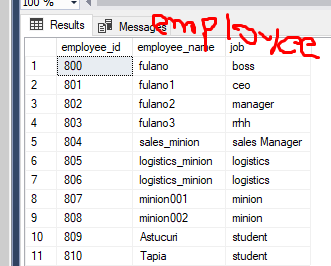 100 %
employee
Results Messages
employee_id employee_name job
1 800 fulano boss
2 801 fulano1 ceo
3 802 fulano2 manager
4 803 fulano3 rrhh
5 804 sales_minion sales Manager
6 805 logistics_minion logistics
7 806 logistics_minion logistics
8 807 minion001 minion
9 808 minion002 minion
10 809 Astucuri student
11 810 Tapia student